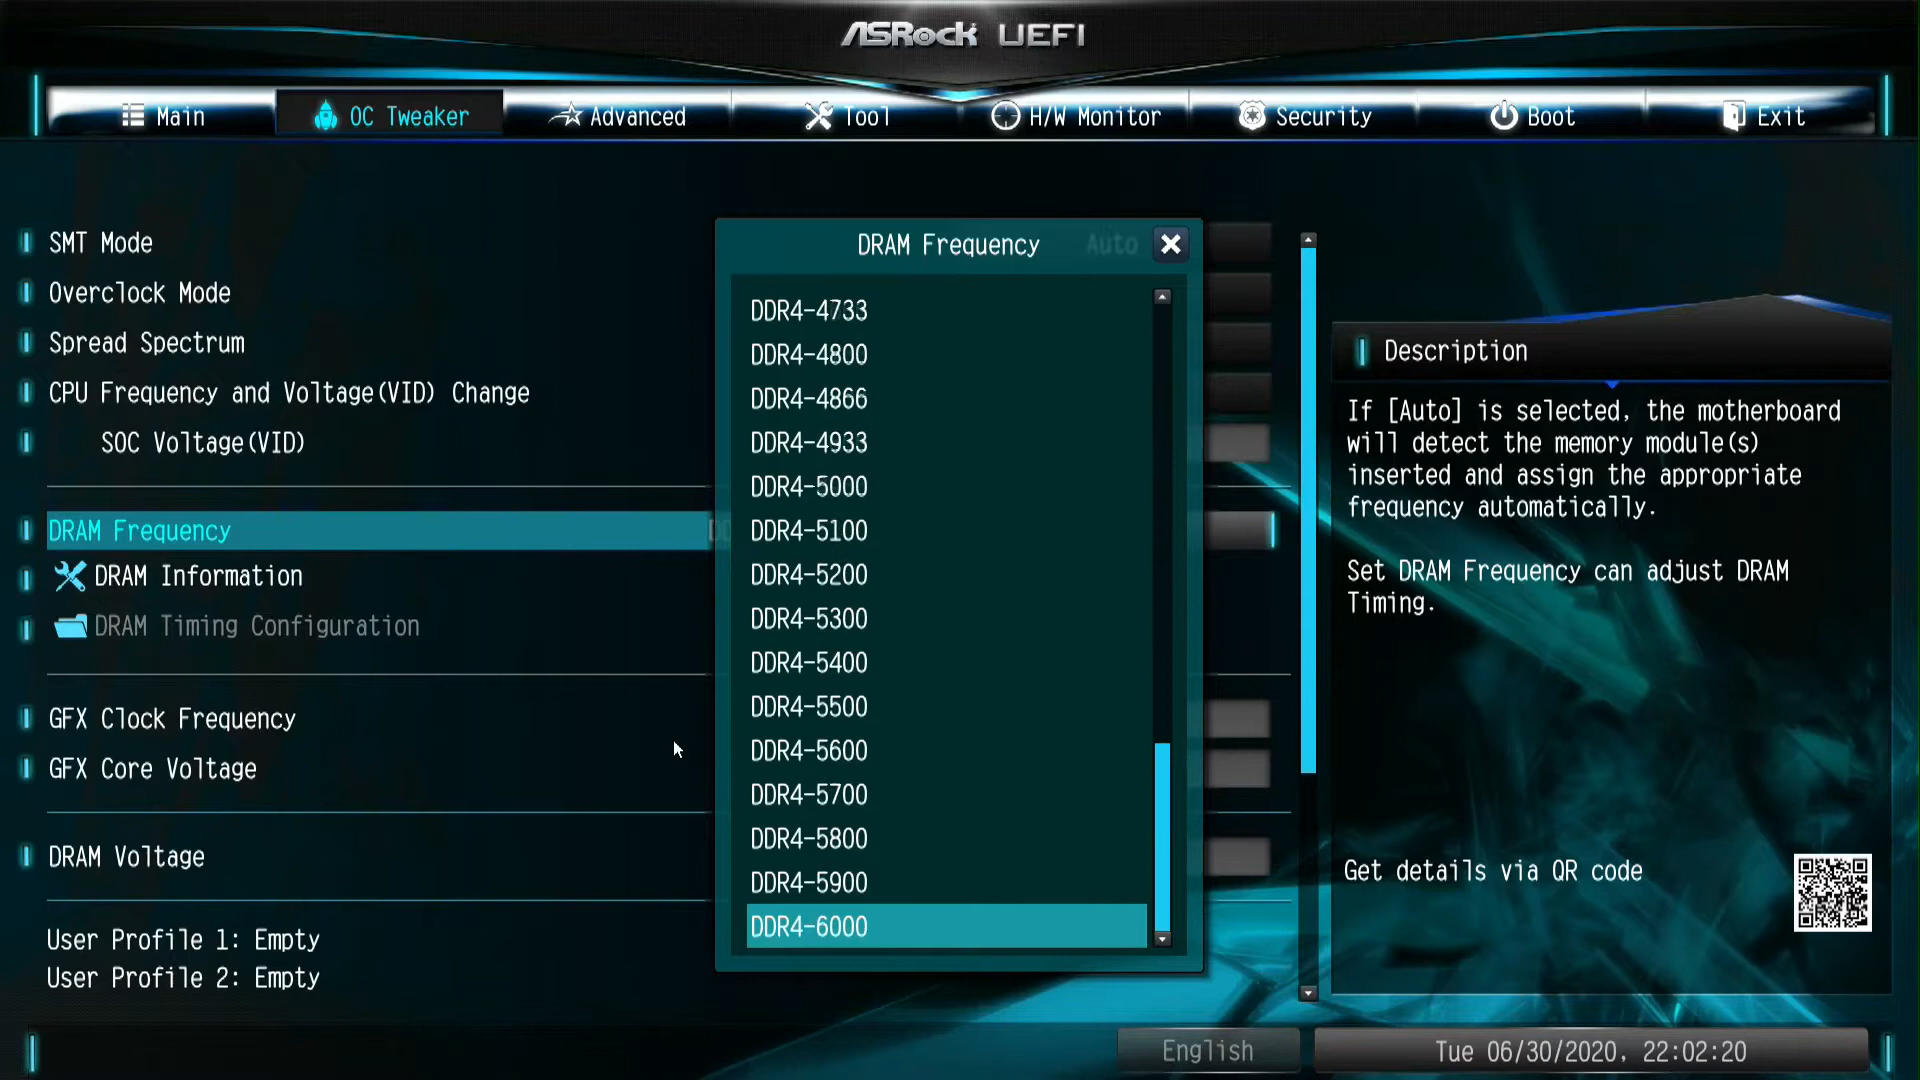 ASRock UEFI
Main
OC Tweaker
Advanced
Tool
H/W Monitor
Security
Boot
Exit
SMT Mode
Overclock Mode
Spread Spectrum
CPU Frequency and Voltage(VID) Change
SOC Voltage(VID)
DRAM Frequency
DRAM Information
DRAM Timing Configuration
GFX Clock Frequency
GFX Core Voltage
DRAM Voltage
User Profile 1: Empty
User Profile 2: Empty
DRAM Frequency
Auto
DDR4-4733
DDR4-4800
DDR4-4866
DDR4-4933
DDR4-5000
DDR4-5100
DDR4-5200
DDR4-5300
DDR4-5400
DDR4-5500
DDR4-5600
DDR4-5700
DDR4-5800
DDR4-5900
DDR4-6000
Description
If [Auto] is selected, the motherboard
will detect the memory module(s)
inserted and assign the appropriate
frequency automatically.
Set DRAM Frequency can adjust DRAM
Timing.
Get details via QR code
English
Tue 06/30/2020, 22:02:20